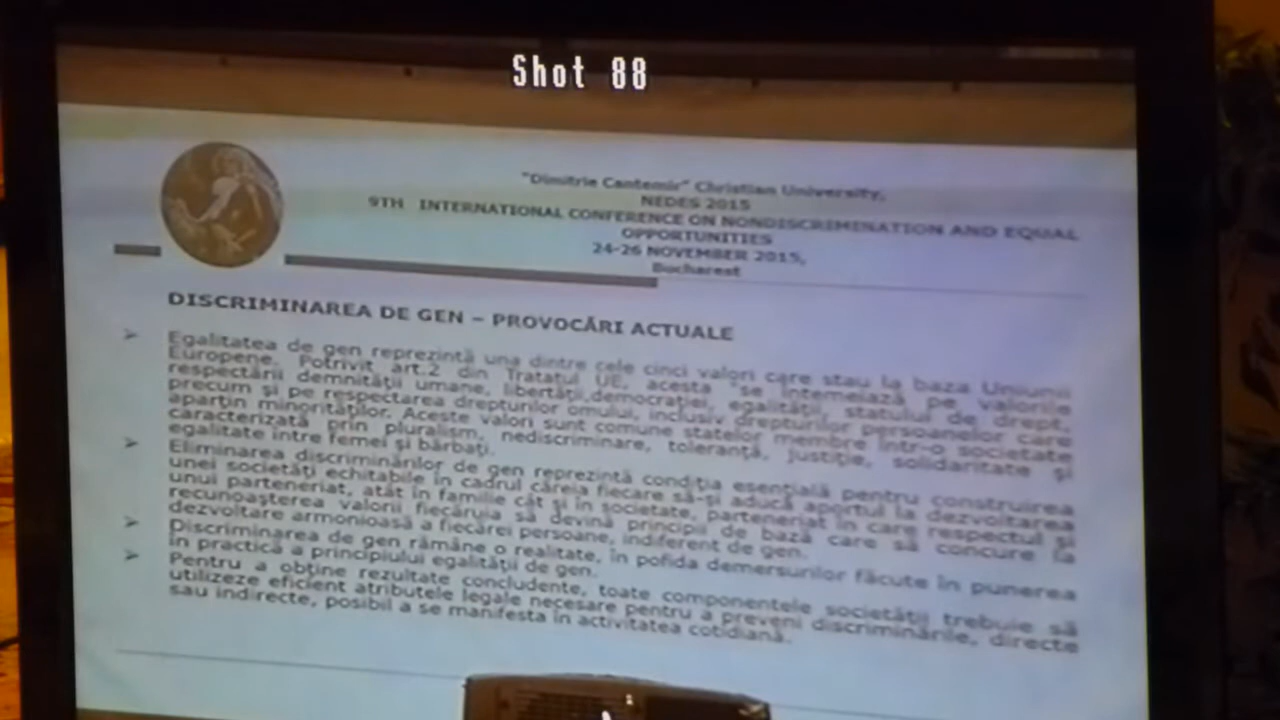 Shot 88
"Dimitrie Cantemir" Christian University,
NEDES 2015
9TH INTERNATIONAL CONFERENCE ON NONDISCRIMINATION AND EQUAL
OPPORTUNITIES
24-26 NOVEMBER 2015,
Bucharest
DISCRIMINAREA DE GEN – PROVOCĂRI ACTUALE
➢ Egalitatea de gen reprezintă una dintre cele cinci valori care stau la baza Uniunii
Europene. Potrivit art.2 din Tratatul UE, acesta "se întemeiază pe valorile
respectării demnității umane, libertății,democrației, egalității, statului de drept,
precum și pe respectarea drepturilor omului, inclusiv drepturilor persoanelor care
aparțin minorităților. Aceste valori sunt comune statelor membre într-o societate
caracterizată prin pluralism, nediscriminare, toleranță, justiție, solidaritate și
egalitate între femei și bărbați.
➢ Eliminarea discriminărilor de gen reprezintă condiția esențială pentru construirea
unei societăți echitabile în cadrul căreia fiecare să-și aducă aportul la dezvoltarea
unui parteneriat, atât în familie cât și în societate, parteneriat în care respectul și
recunoașterea valorii fiecăruia să devină principii de bază care să concure la
dezvoltare armonioasă a fiecărei persoane, indiferent de gen.
➢ Discriminarea de gen rămâne o realitate, în pofida demersurilor făcute în punerea
în practică a principiului egalității de gen.
➢ Pentru a obține rezultate concludente, toate componentele societății trebuie să
utilizeze eficient atributele legale necesare pentru a preveni discriminările, directe
sau indirecte, posibil a se manifesta în activitatea cotidiană.